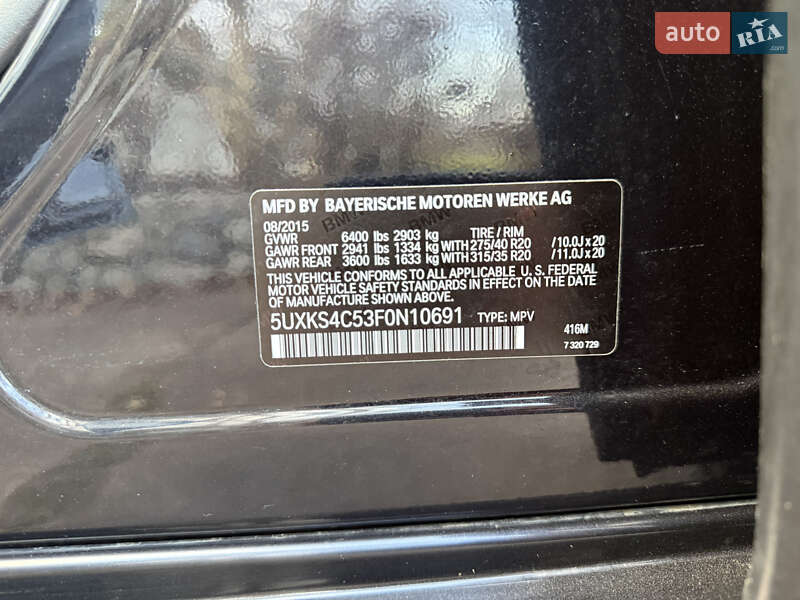 auto RIA .com
MFD BY BAYERISCHE MOTOREN WERKE AG
08/2015
GVWR 6400 lbs 2903 kg TIRE / RIM
GAWR FRONT 2941 lbs 1334 kg WITH 275/40 R20 /10.0J x 20
GAWR REAR 3600 lbs 1633 kg WITH 315/35 R20 /11.0J x 20
THIS VEHICLE CONFORMS TO ALL APPLICABLE U. S. FEDERAL
MOTOR VEHICLE SAFETY STANDARDS IN EFFECT ON THE DATE
OF MANUFACTURE SHOWN ABOVE.
5UXKS4C53F0N10691 TYPE: MPV
416M
7 320 729